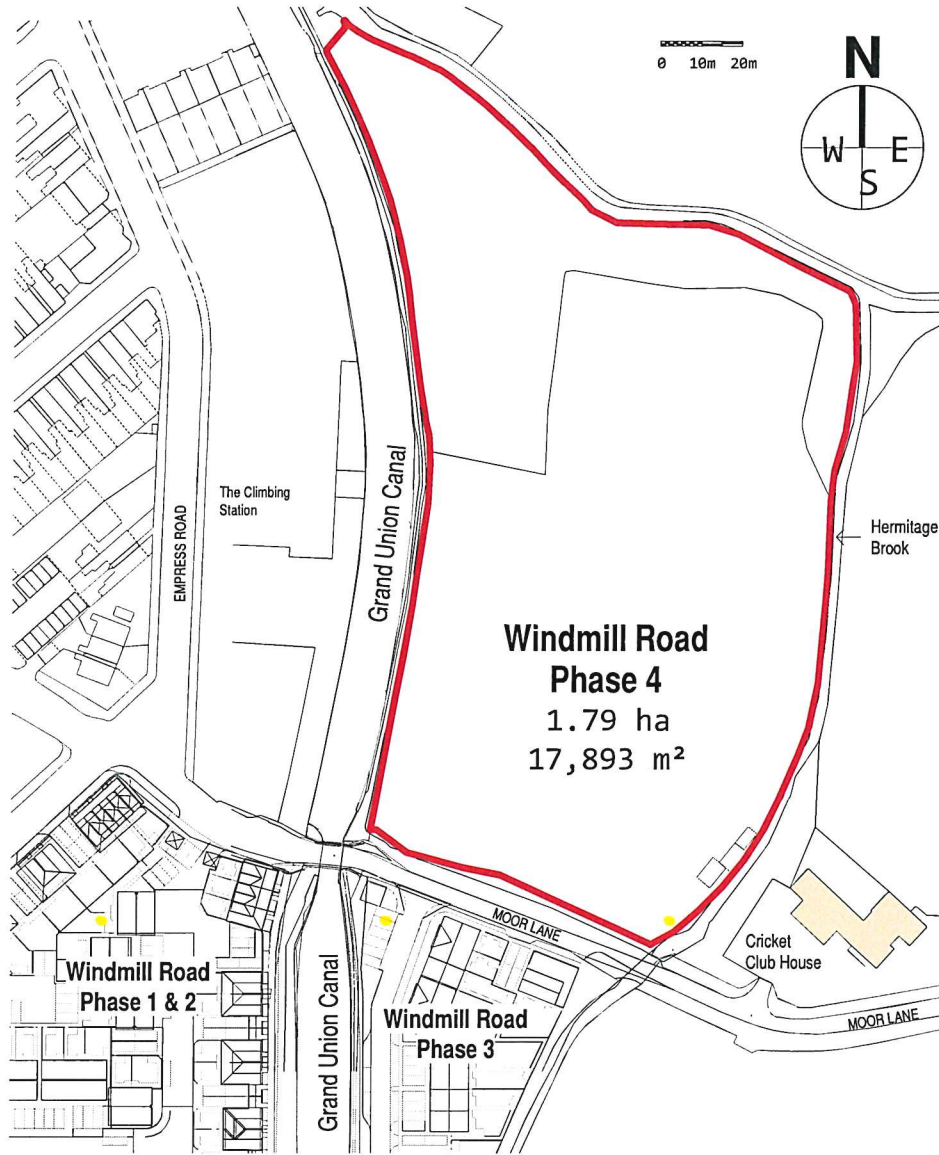 0 10m 20m
N
W E
S
The Climbing
Station
EMPRESS ROAD
Grand Union Canal
Hermitage
Brook
Windmill Road
Phase 4
1.79 ha
17,893 m²
MOOR LANE
Cricket
Club House
MOOR LANE
Windmill Road
Phase 1 & 2
Grand Union Canal
Windmill Road
Phase 3